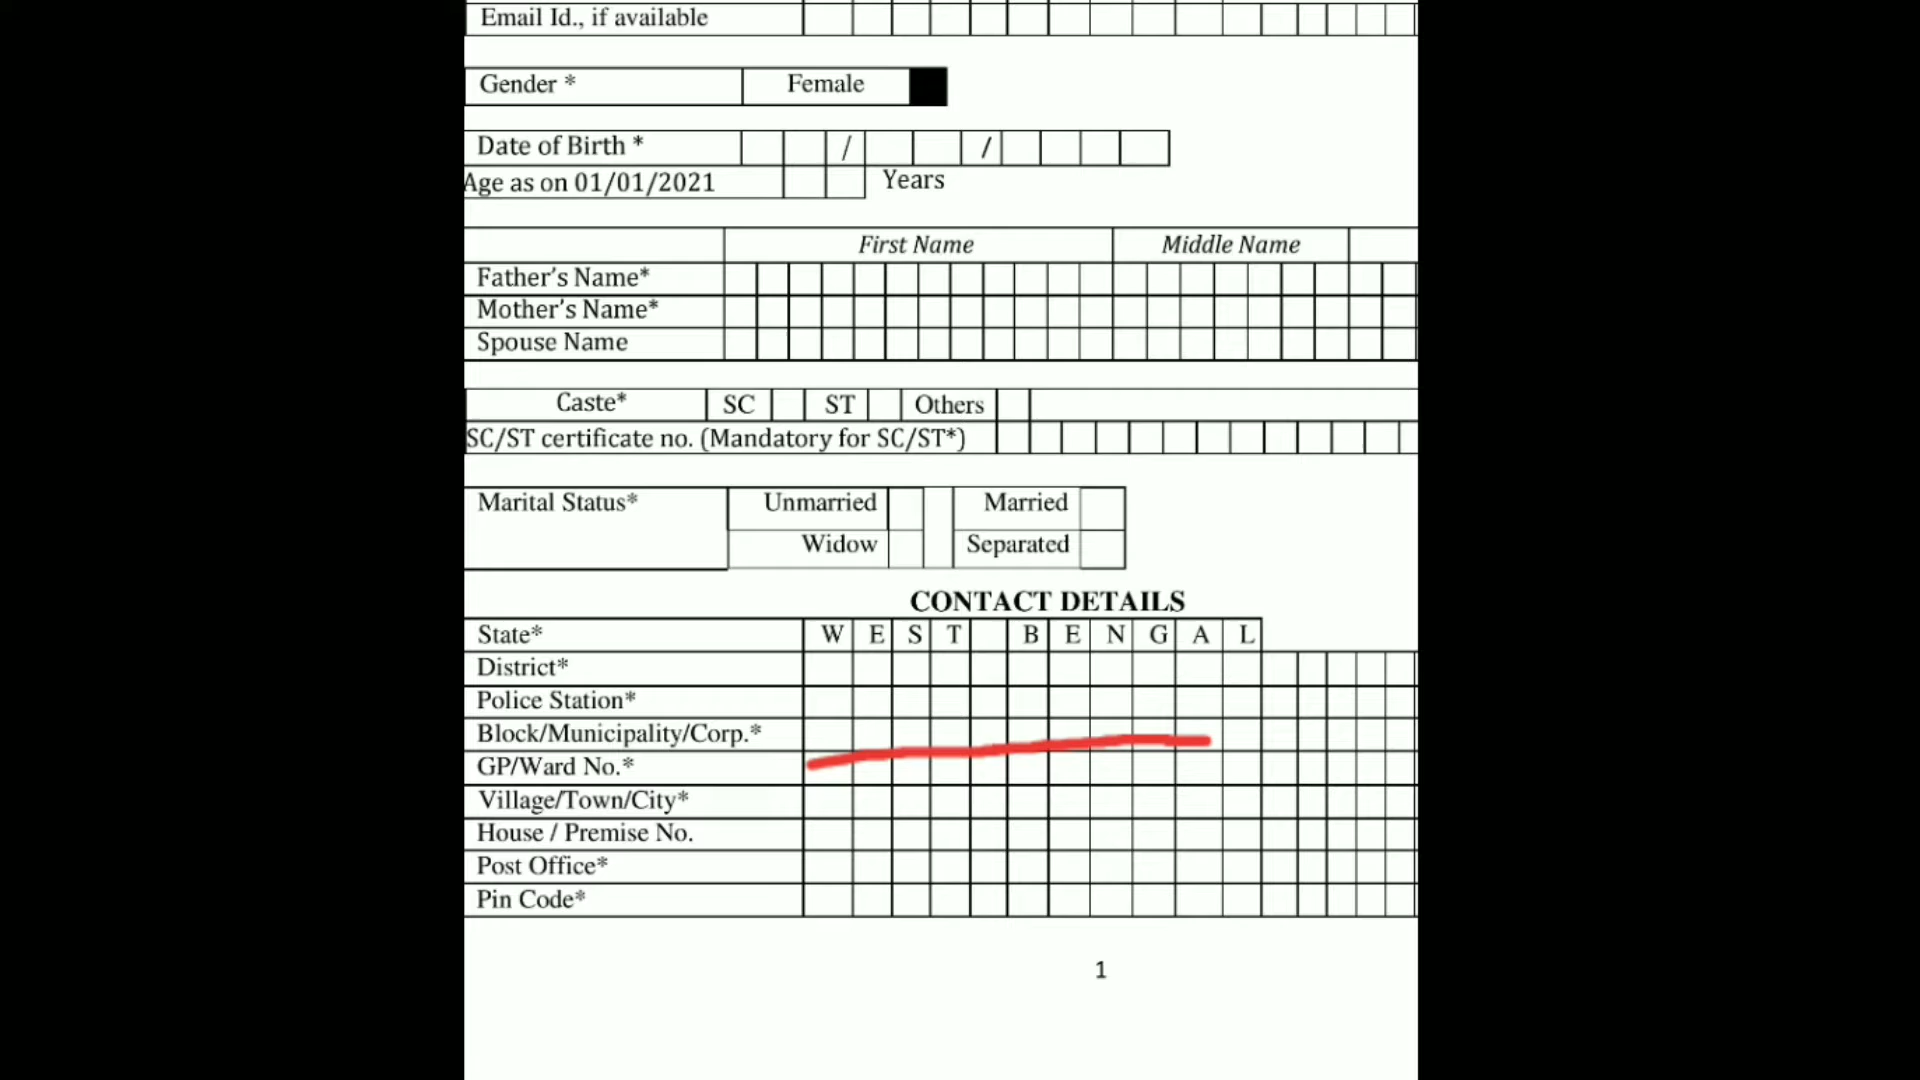 Email Id., if available
Gender * Female
Date of Birth * / /
Age as on 01/01/2021 Years
First Name Middle Name
Father's Name*
Mother's Name*
Spouse Name
Caste* SC ST Others
SC/ST certificate no. (Mandatory for SC/ST*)
Marital Status* Unmarried Married
Widow Separated
CONTACT DETAILS
State* W E S T B E N G A L
District*
Police Station*
Block/Municipality/Corp.*
GP/Ward No.*
Village/Town/City*
House / Premise No.
Post Office*
Pin Code*
1